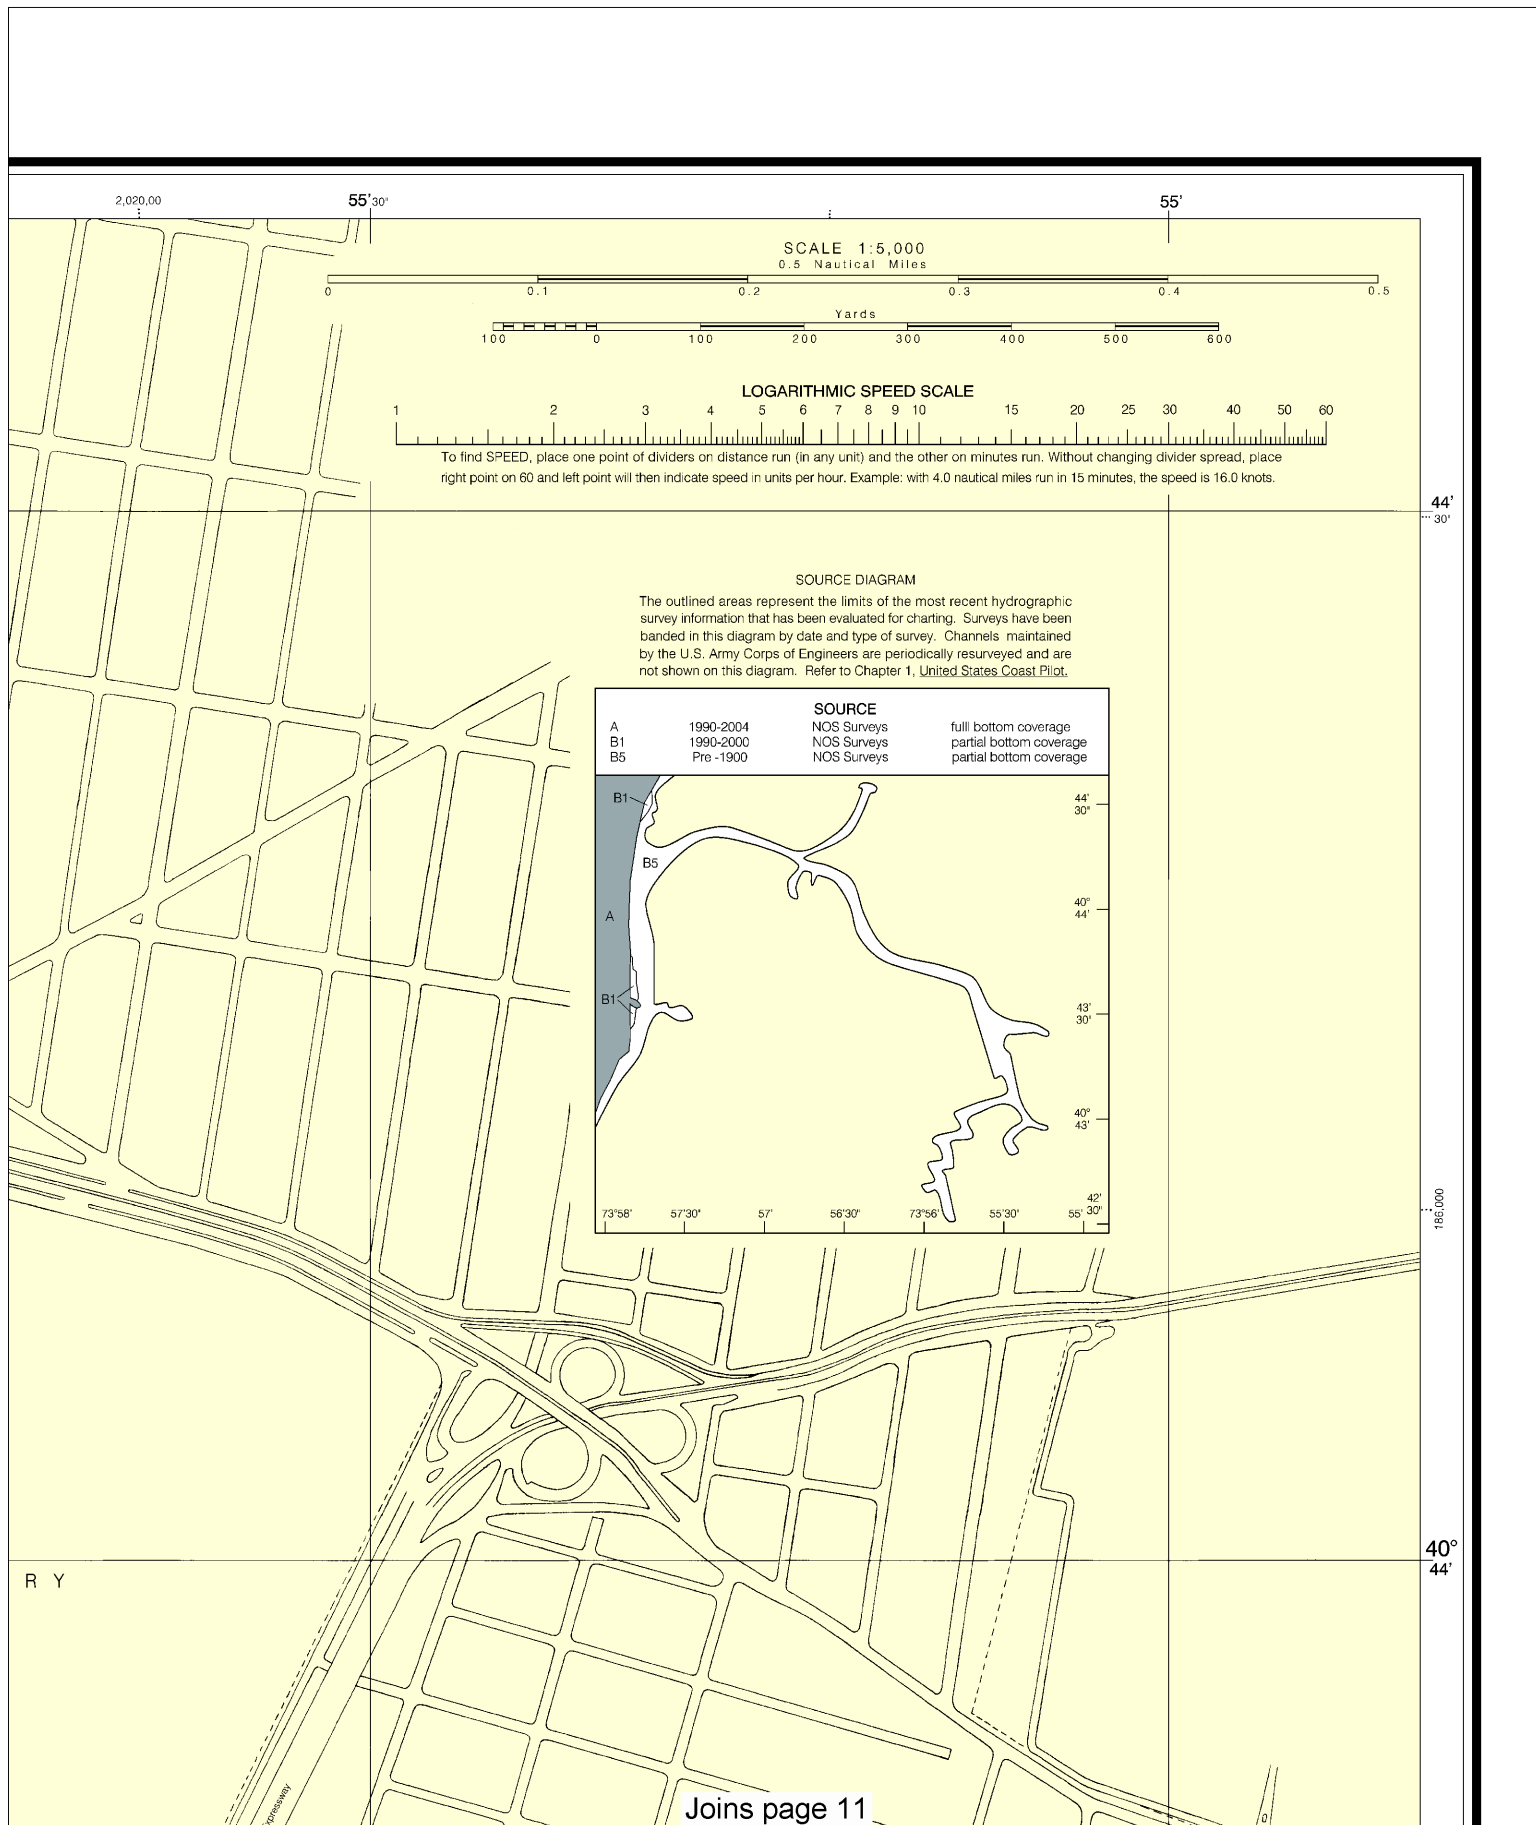 2,020,00
55' 30"
55'
SCALE 1:5,000
0.5 Nautical Miles
0 0.1 0.2 0.3 0.4 0.5
Yards
100 0 100 200 300 400 500 600
LOGARITHMIC SPEED SCALE
1 2 3 4 5 6 7 8 9 10 15 20 25 30 40 50 60
To find SPEED, place one point of dividers on distance run (in any unit) and the other on minutes run. Without changing divider spread, place
right point on 60 and left point will then indicate speed in units per hour. Example: with 4.0 nautical miles run in 15 minutes, the speed is 16.0 knots.
44'
30'
SOURCE DIAGRAM
The outlined areas represent the limits of the most recent hydrographic
survey information that has been evaluated for charting. Surveys have been
banded in this diagram by date and type of survey. Channels maintained
by the U.S. Army Corps of Engineers are periodically resurveyed and are
not shown on this diagram. Refer to Chapter 1, United States Coast Pilot.
SOURCE
A 1990-2004 NOS Surveys fulll bottom coverage
B1 1990-2000 NOS Surveys partial bottom coverage
B5 Pre -1900 NOS Surveys partial bottom coverage
B1
44'
30"
B5
40°
44'
A
B1
43'
30"
40°
43'
42'
30"
73°58' 57'30" 57' 56'30" 73°56' 55'30" 55'
186,000
40°
44'
R Y
xpressway
Joins page 11